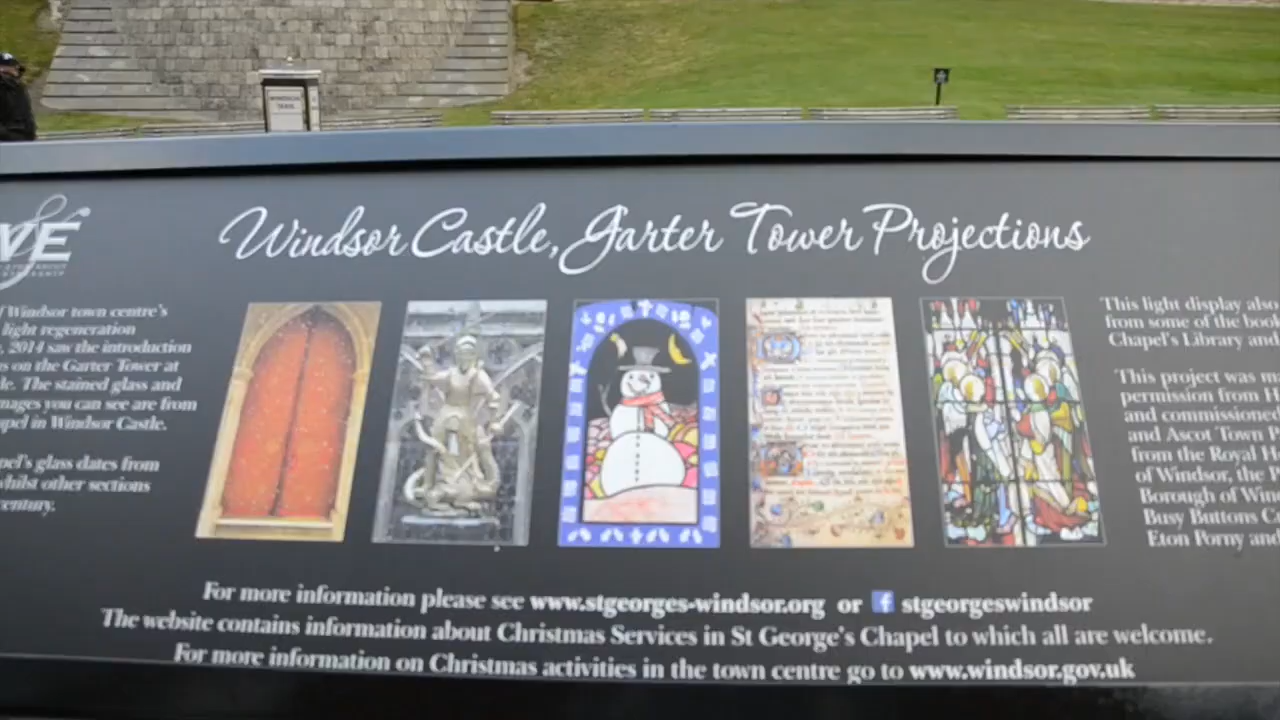 Windsor Castle, Garter Tower Projections
VE
f Windsor town centre's
light regeneration
, 2014 saw the introduction
s on the Garter Tower at
le. The stained glass and
mages you can see are from
pel in Windsor Castle.
pel's glass dates from
whilst other sections
century.
This light display also
from some of the book
Chapel's Library and
This project was ma
permission from H
and commissioned
and Ascot Town
from the Royal
of Windsor, the
Borough of Win
Busy Buttons
Eton Porny and
For more information please see www.stgeorges-windsor.org or f stgeorgeswindsor
The website contains information about Christmas Services in St George's Chapel to which all are welcome.
For more information on Christmas activities in the town centre go to www.windsor.gov.uk